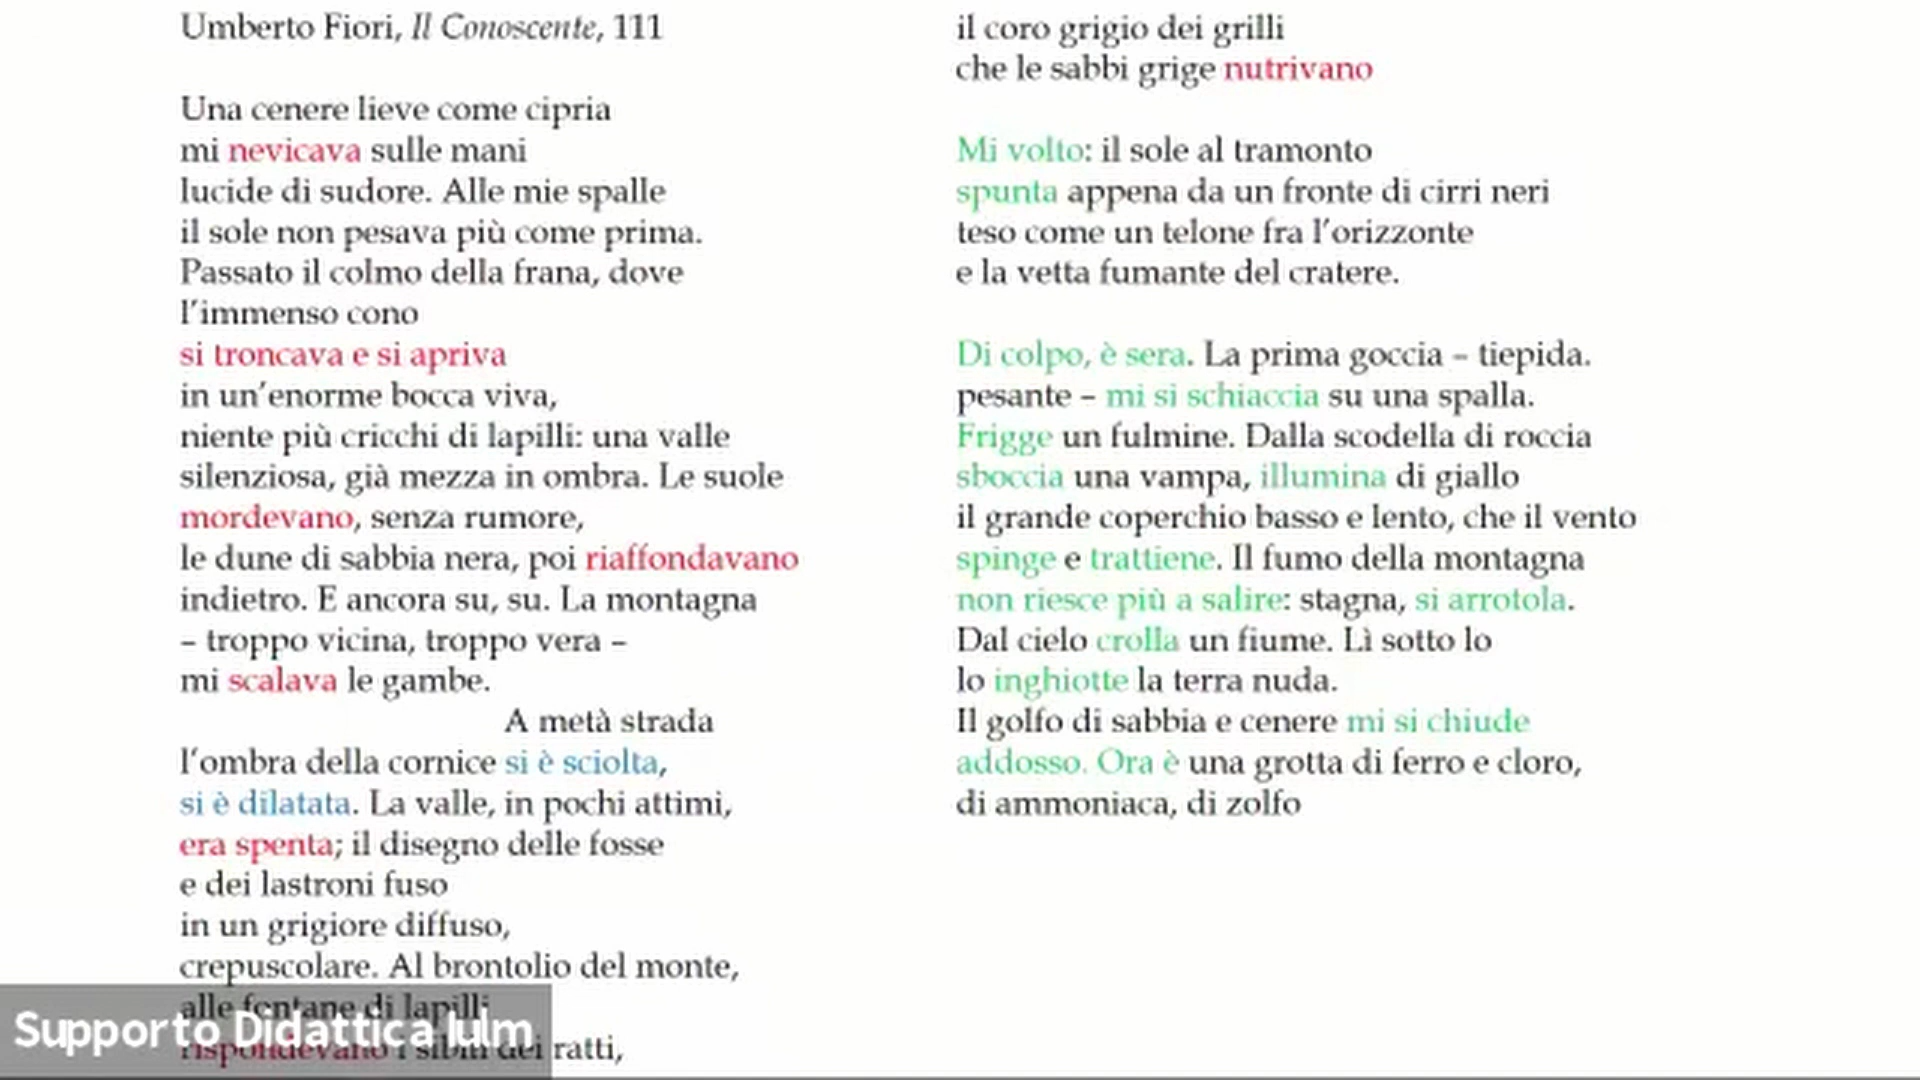 Umberto Fiori, Il Conoscente, 111
Una cenere lieve come cipria
mi nevicava sulle mani
lucide di sudore. Alle mie spalle
il sole non pesava più come prima.
Passato il colmo della frana, dove
l'immenso cono
si troncava e si apriva
in un'enorme bocca viva,
niente più cricchi di lapilli: una valle
silenziosa, già mezza in ombra. Le suole
mordevano, senza rumore,
le dune di sabbia nera, poi riaffondavano
indietro. E ancora su, su. La montagna
– troppo vicina, troppo vera –
mi scalava le gambe.
A metà strada
l'ombra della cornice si è sciolta,
si è dilatata. La valle, in pochi attimi,
era spenta; il disegno delle fosse
e dei lastroni fuso
in un grigiore diffuso,
crepuscolare. Al brontolio del monte,
alle fontane di lapilli
rispondevano i sibili dei ratti,
il coro grigio dei grilli
che le sabbi grige nutrivano
Mi volto: il sole al tramonto
spunta appena da un fronte di cirri neri
teso come un telone fra l'orizzonte
e la vetta fumante del cratere.
Di colpo, è sera. La prima goccia – tiepida.
pesante – mi si schiaccia su una spalla.
Frigge un fulmine. Dalla scodella di roccia
sboccia una vampa, illumina di giallo
il grande coperchio basso e lento, che il vento
spinge e trattiene. Il fumo della montagna
non riesce più a salire: stagna, si arrotola.
Dal cielo crolla un fiume. Lì sotto lo
lo inghiotte la terra nuda.
Il golfo di sabbia e cenere mi si chiude
addosso. Ora è una grotta di ferro e cloro,
di ammoniaca, di zolfo
Supporto Didattica Iulm